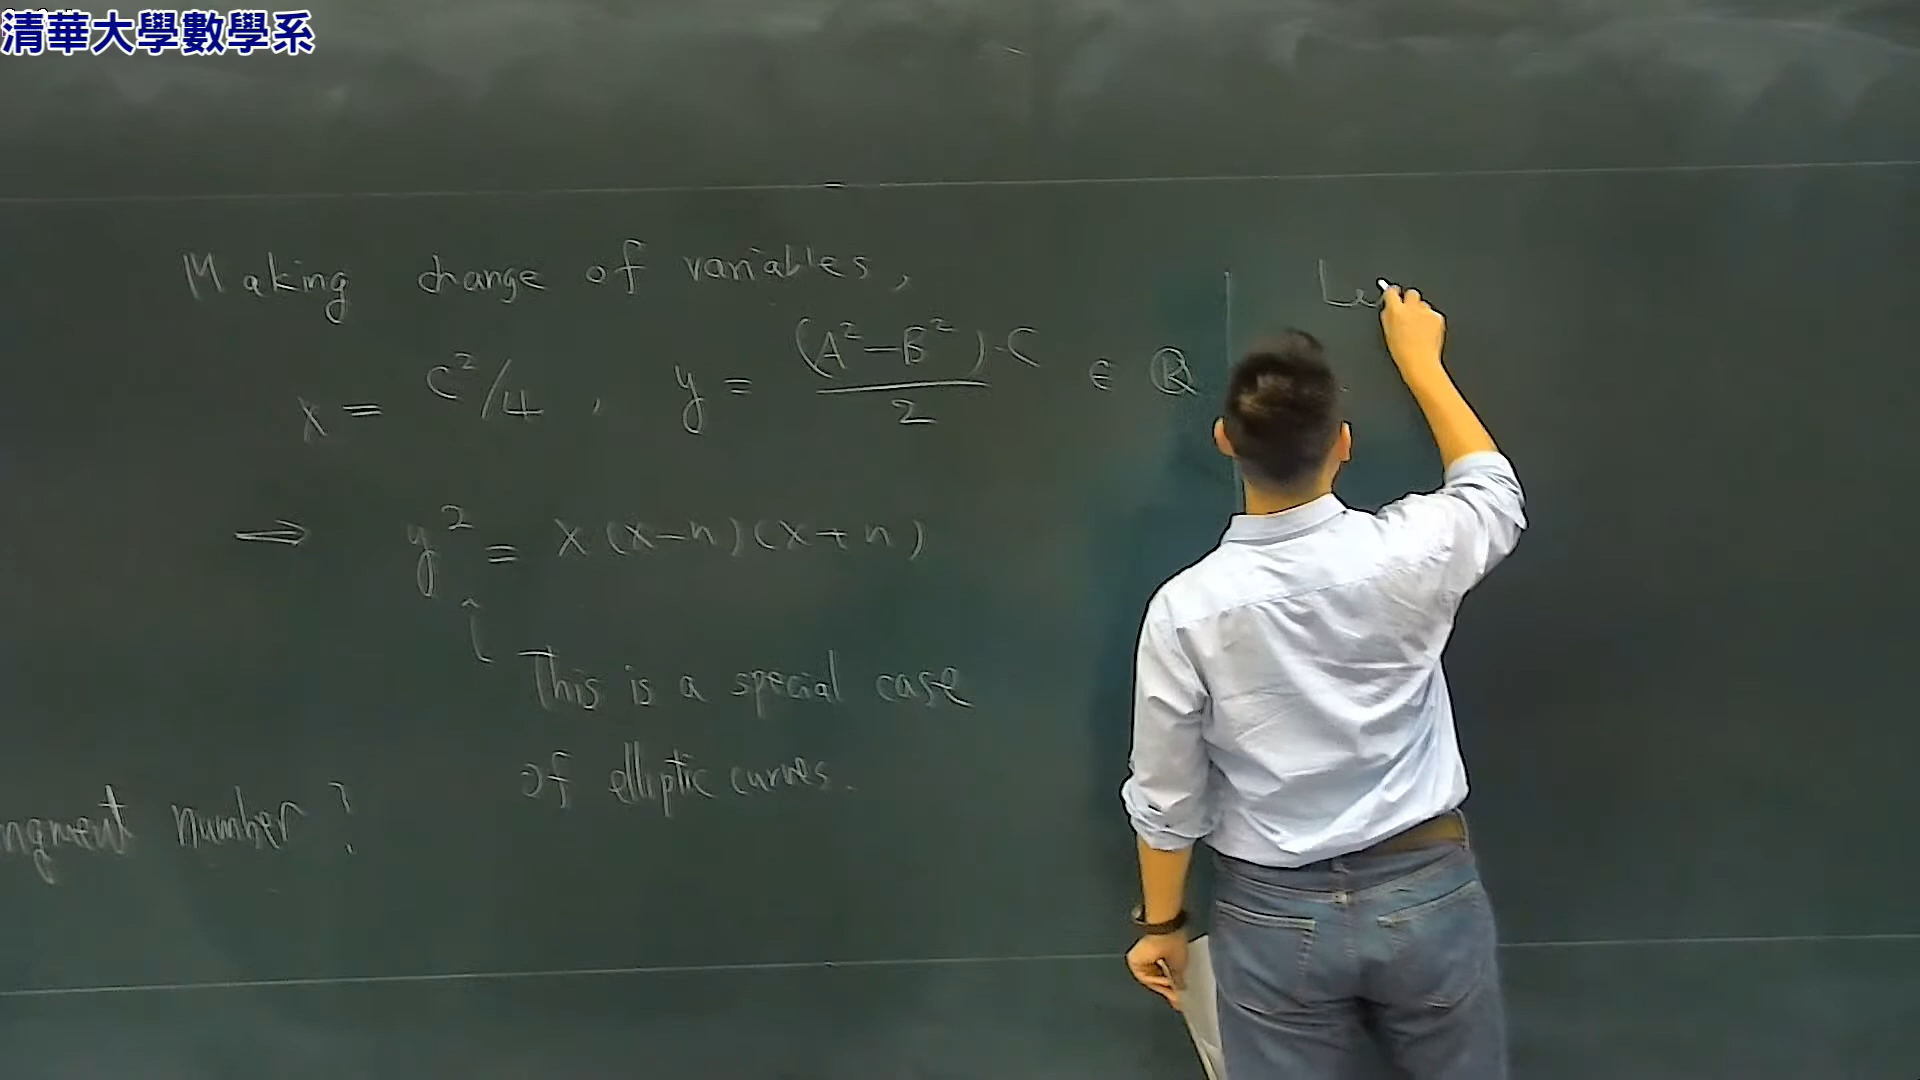 清華大學數學系
Making change of variables,
x = C²/4 , y = (A²-B²)·C / 2 ∈ ℚ
⇒ y² = x(x-n)(x+n)
This is a special case
of elliptic curves.
number?
Le